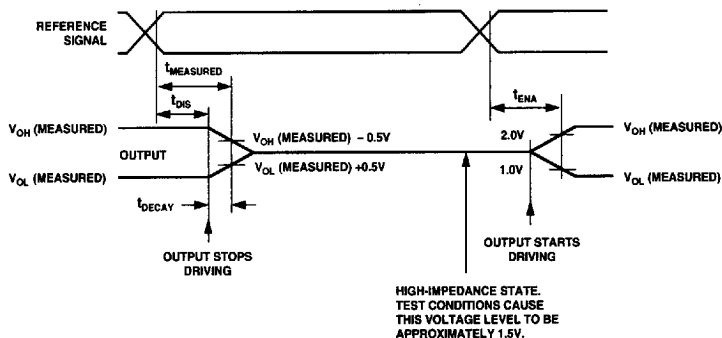 REFERENCE
SIGNAL
tMEASURED
tDIS
tENA
VOH (MEASURED)
VOH (MEASURED) – 0.5V
2.0V
VOH (MEASURED)
OUTPUT
VOL (MEASURED) +0.5V
1.0V
VOL (MEASURED)
VOL (MEASURED)
tDECAY
OUTPUT STOPS
DRIVING
OUTPUT STARTS
DRIVING
HIGH-IMPEDANCE STATE.
TEST CONDITIONS CAUSE
THIS VOLTAGE LEVEL TO BE
APPROXIMATELY 1.5V.